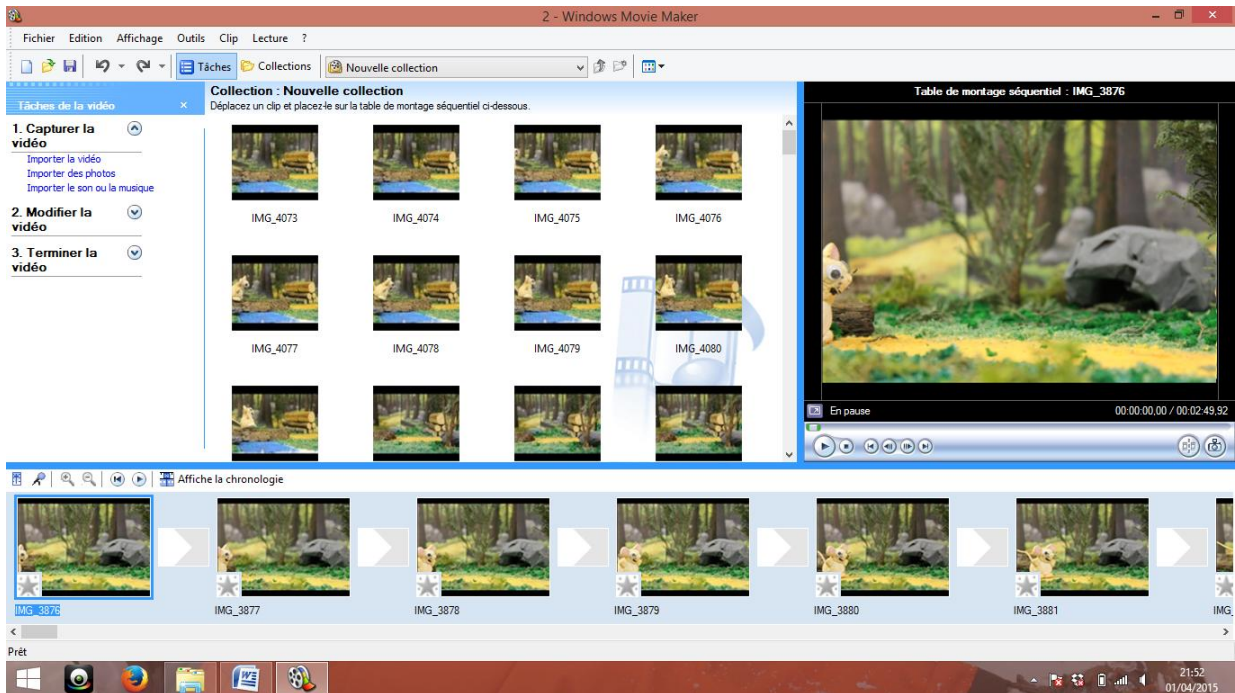 2 - Windows Movie Maker
Fichier Edition Affichage Outils Clip Lecture ?
Tâches Collections Nouvelle collection
Tâches de la vidéo
1. Capturer la
vidéo
Importer la vidéo
Importer des photos
Importer le son ou la musique
2. Modifier la
vidéo
3. Terminer la
vidéo
Collection : Nouvelle collection
Déplacez un clip et placez-le sur la table de montage séquentiel ci-dessous.
IMG_4073 IMG_4074 IMG_4075 IMG_4076
IMG_4077 IMG_4078 IMG_4079 IMG_4080
Table de montage séquentiel : IMG_3876
En pause 00:00:00,00 / 00:02:49,92
Affiche la chronologie
IMG_3876 IMG_3877 IMG_3878 IMG_3879 IMG_3880 IMG_3881 IMG_
Prêt
21:52
01/04/2015